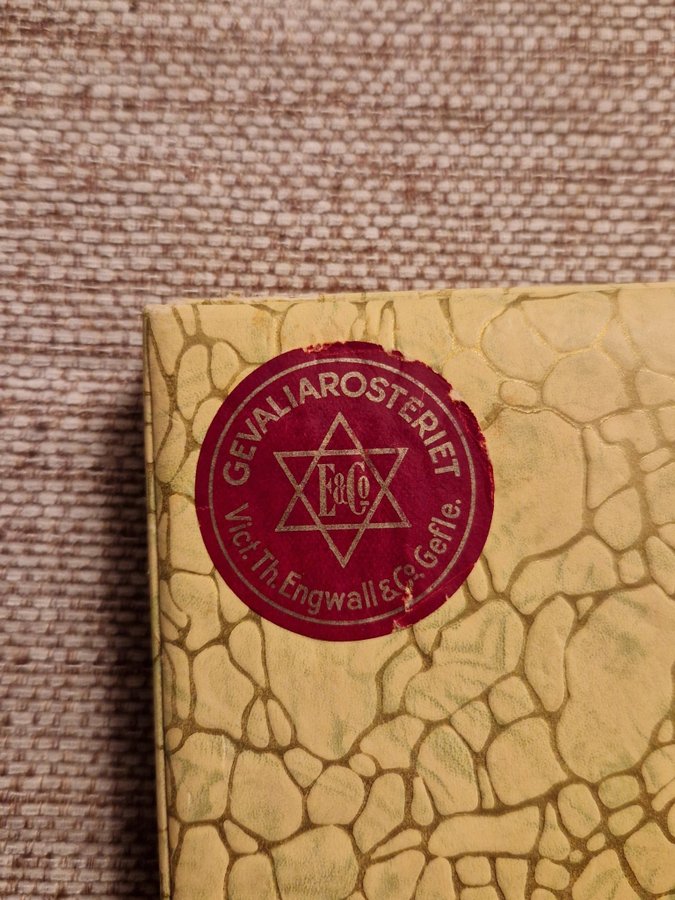 GEVALIAROSTERIET
E&Co
Vict. Th. Engwall & Co. Gefle.